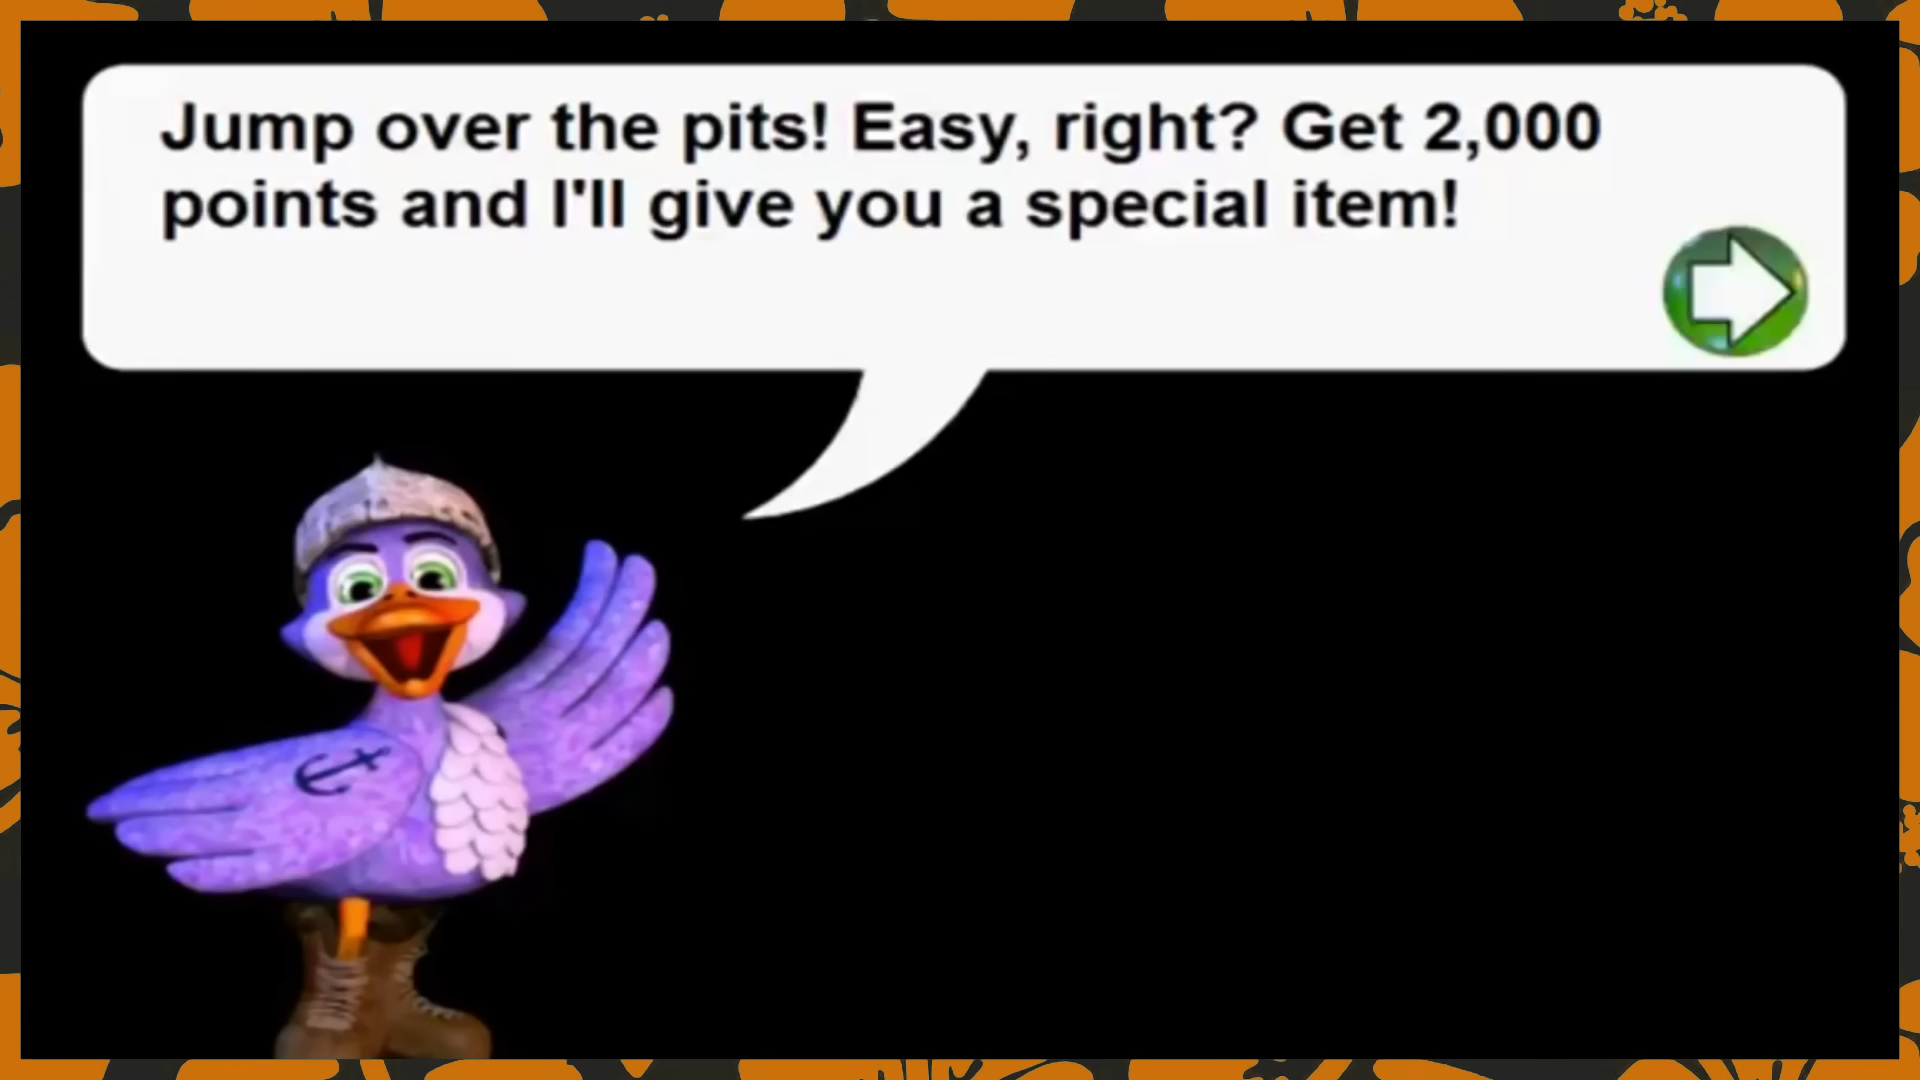 Jump over the pits! Easy, right? Get 2,000
points and I'll give you a special item!